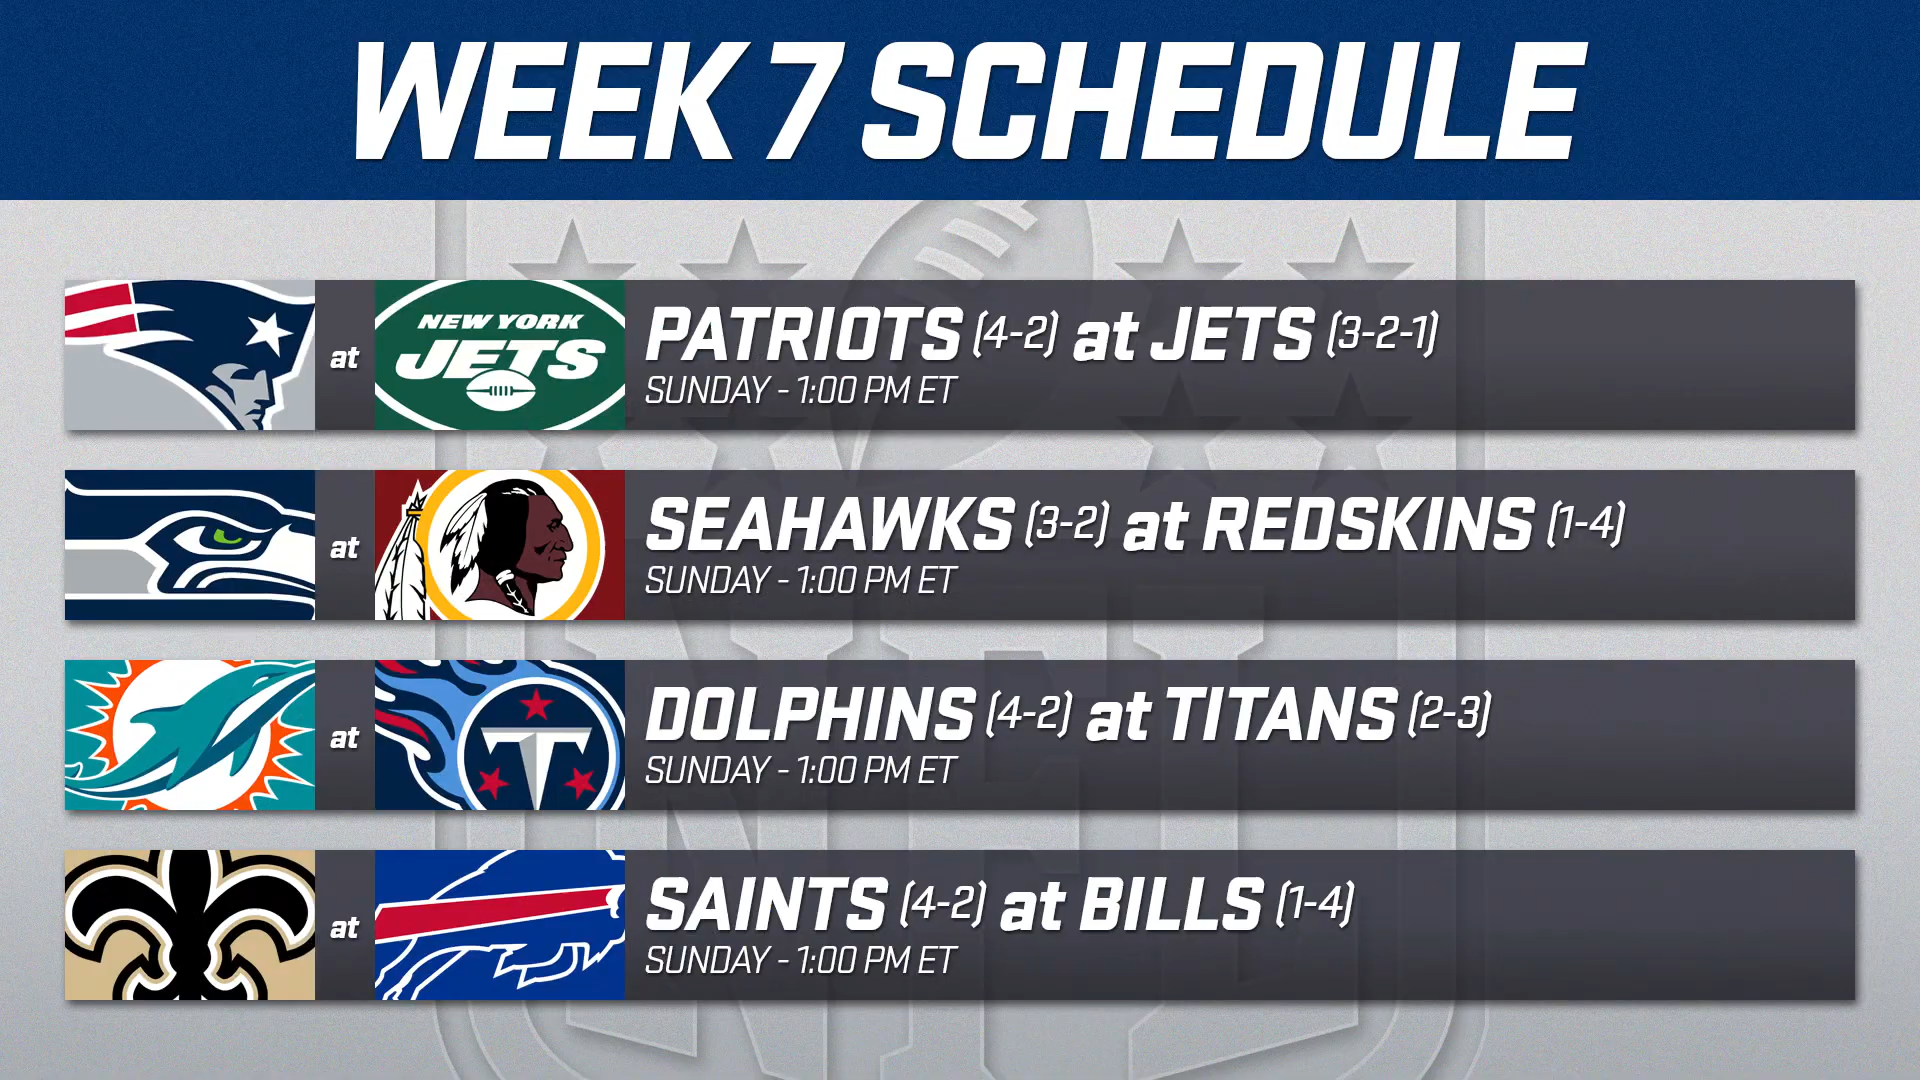 WEEK 7 SCHEDULE
at
NEW YORK
JETS
PATRIOTS (4-2) at JETS (3-2-1)
SUNDAY - 1:00 PM ET
at
SEAHAWKS (3-2) at REDSKINS (1-4)
SUNDAY - 1:00 PM ET
at
T
DOLPHINS (4-2) at TITANS (2-3)
SUNDAY - 1:00 PM ET
at
SAINTS (4-2) at BILLS (1-4)
SUNDAY - 1:00 PM ET
NFL